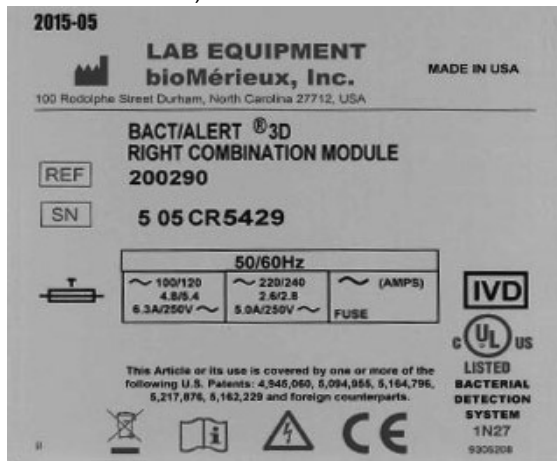 2015-05
LAB EQUIPMENT
bioMérieux, Inc.
MADE IN USA
100 Rodolphe Street Durham, North Carolina 27712, USA
BACT/ALERT ®3D
RIGHT COMBINATION MODULE
REF 200290
SN 5 05 CR5429
50/60Hz
T ~ 100/120 ~ 220/240 ~ (AMPS)
4.8/5.4 2.6/2.8
6.3A/250V ~ 5.0A/250V ~ FUSE
IVD
C UL US
LISTED
BACTERIAL
DETECTION
SYSTEM
1N27
9305208
This Article or its use is covered by one or more of the
following U.S. Patents: 4,945,060, 5,094,955, 5,164,796,
5,217,876, 5,162,229 and foreign counterparts.
i CE